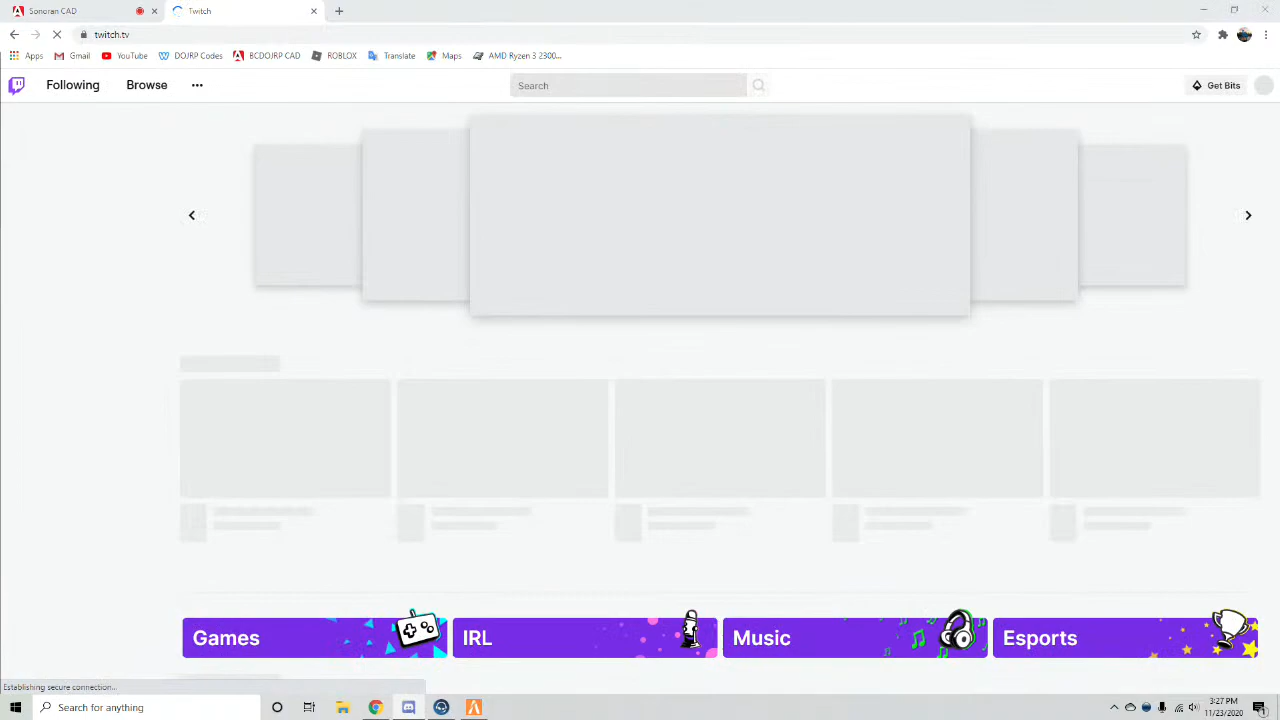 Sonoran CAD
Twitch
twitch.tv
Apps Gmail YouTube DOJRP Codes BCDOJRP CAD ROBLOX Translate Maps AMD Ryzen 3 2300...
Following Browse Search Get Bits
Games IRL Music Esports
Establishing secure connection...
Search for anything
3:27 PM
11/23/2020